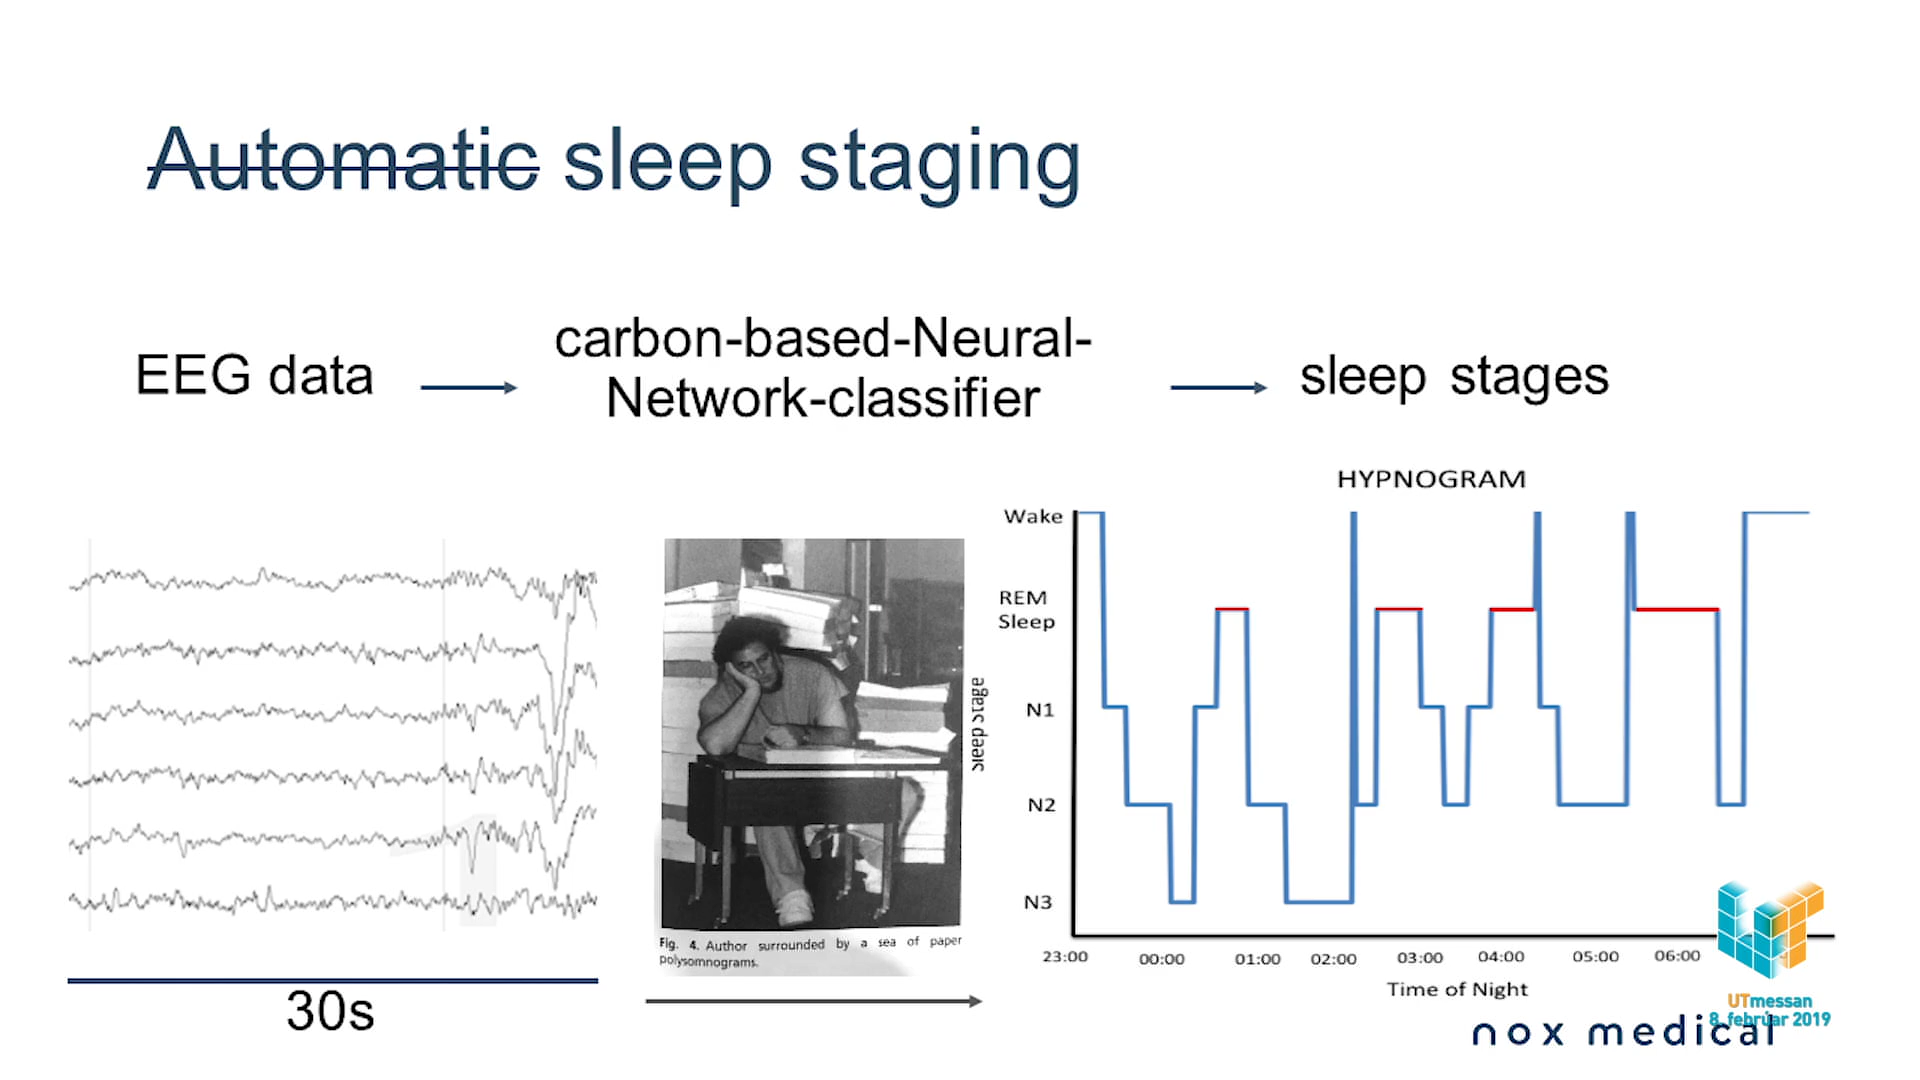 Automatic sleep staging
EEG data
carbon-based-Neural-
Network-classifier
sleep stages
30s
Fig. 4. Author surrounded by a sea of paper
polysomnograms.
HYPNOGRAM
Sleep Stage
Wake
REM
Sleep
N1
N2
N3
23:00 00:00 01:00 02:00 03:00 04:00 05:00 06:00
Time of Night
UTmessan
8. febrúar 2019
nox medical